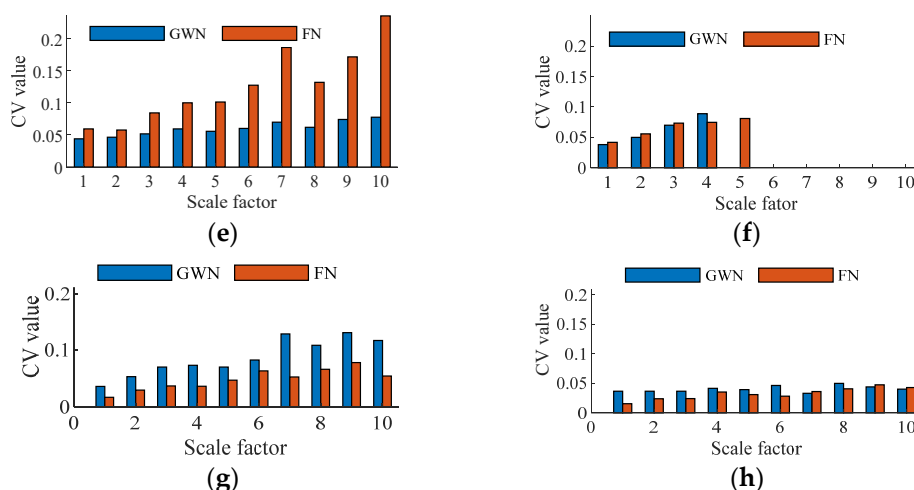 GWN FN
0.2
0.15
0.1
0.05
0
CV value
1 2 3 4 5 6 7 8 9 10
Scale factor
(e)
GWN FN
0.2
0.15
0.1
0.05
0
CV value
1 2 3 4 5 6 7 8 9 10
Scale fator
(f)
GWN FN
0.2
0.1
0
CV value
0 2 4 6 8 10
Scale factor
(g)
GWN FN
0.2
0.15
0.1
0.05
0
CV value
0 2 4 6 8 10
Scale factor
(h)